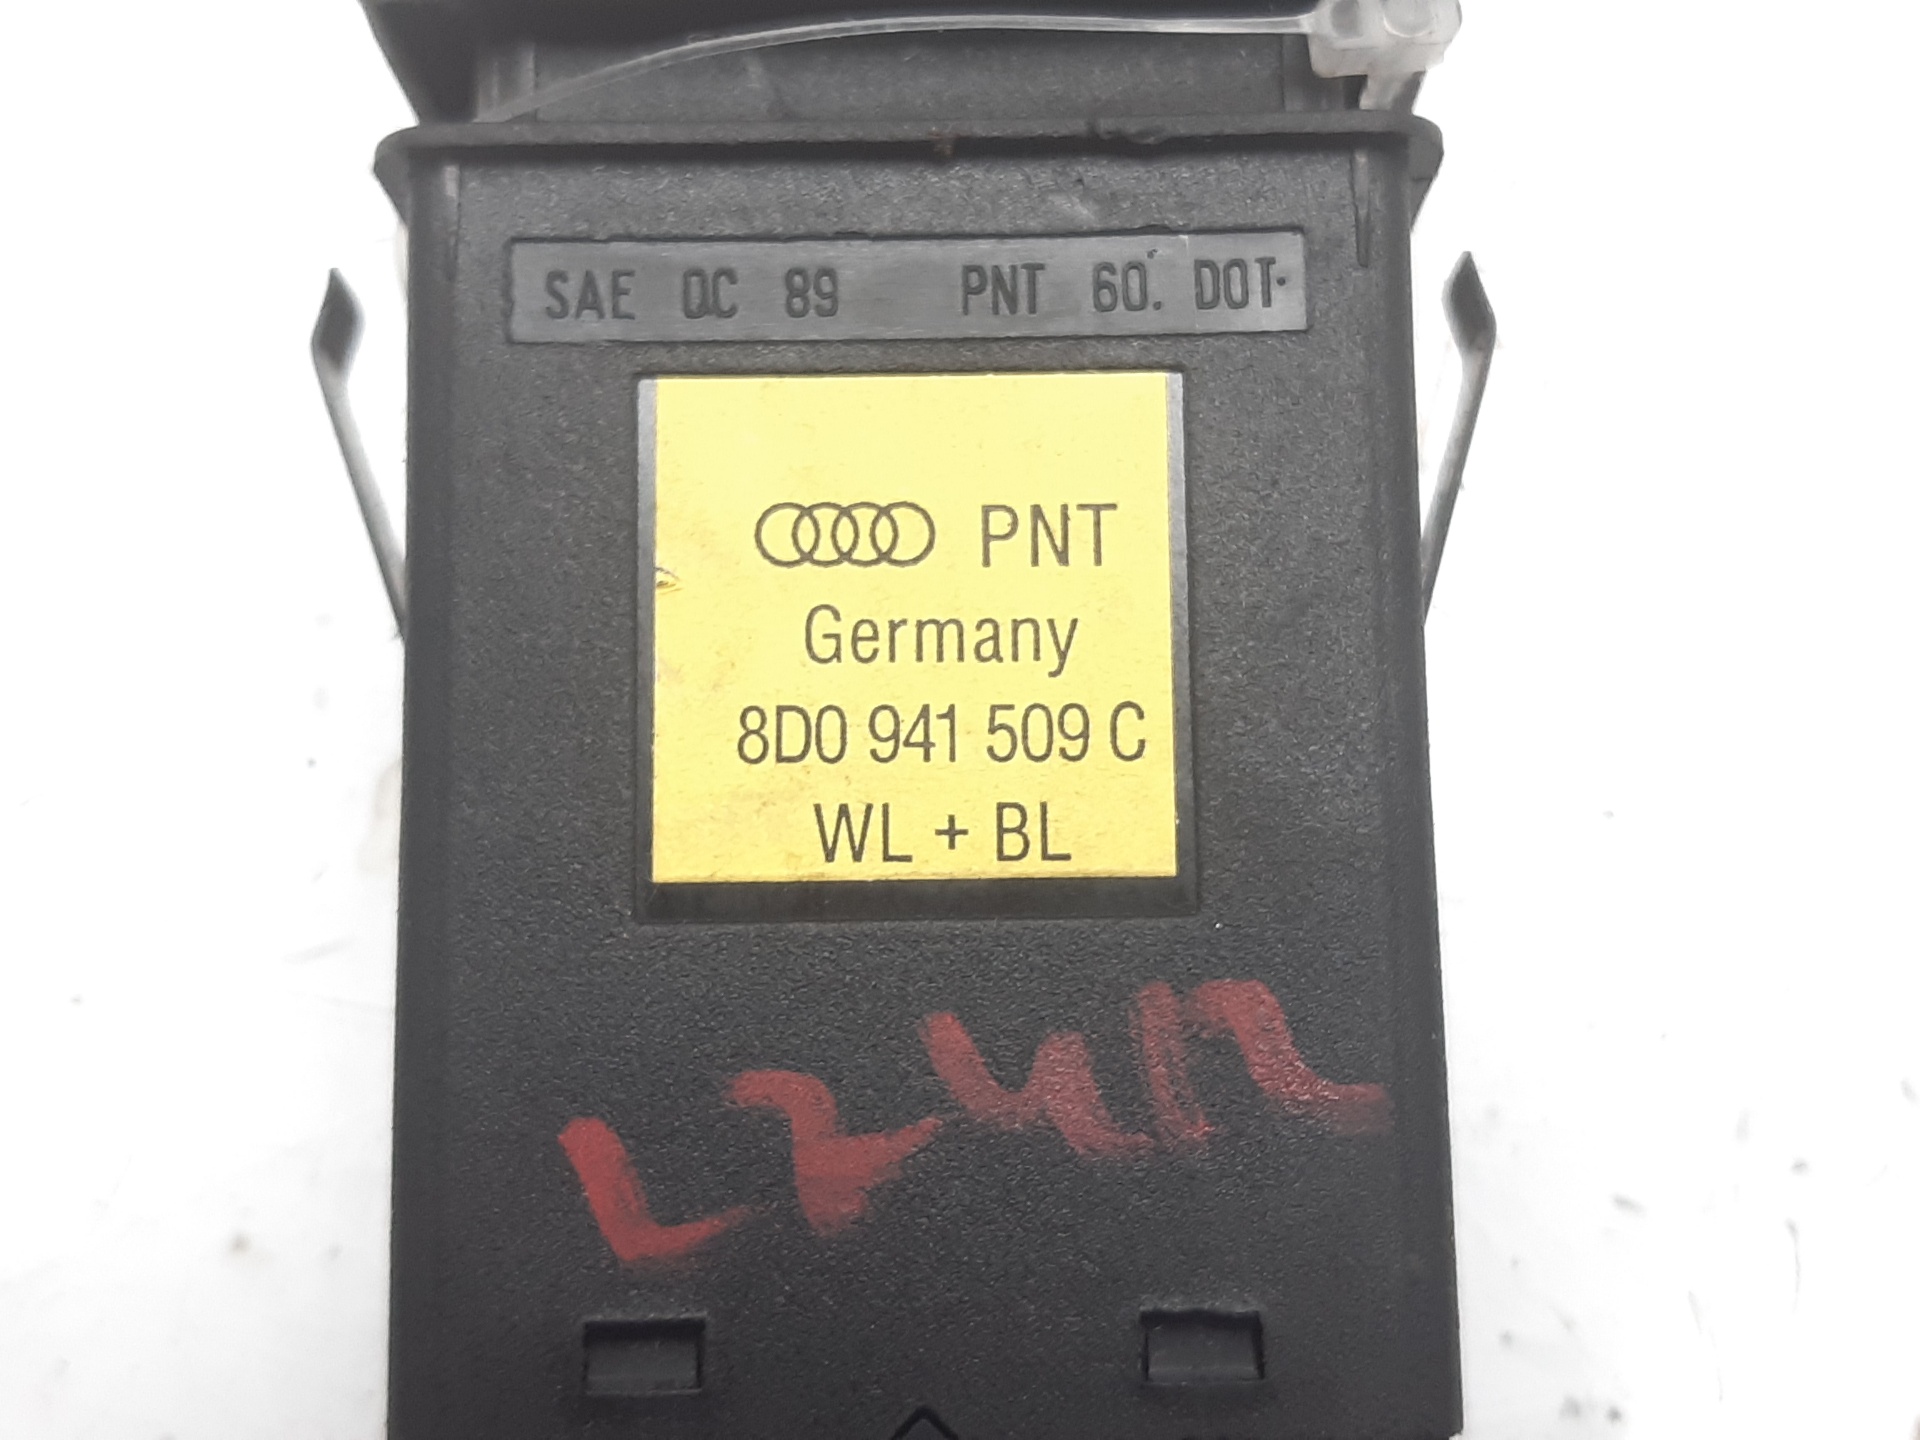 SAE QC 89 PNT 60. DOT.
PNT
Germany
8D0 941 509 C
WL + BL